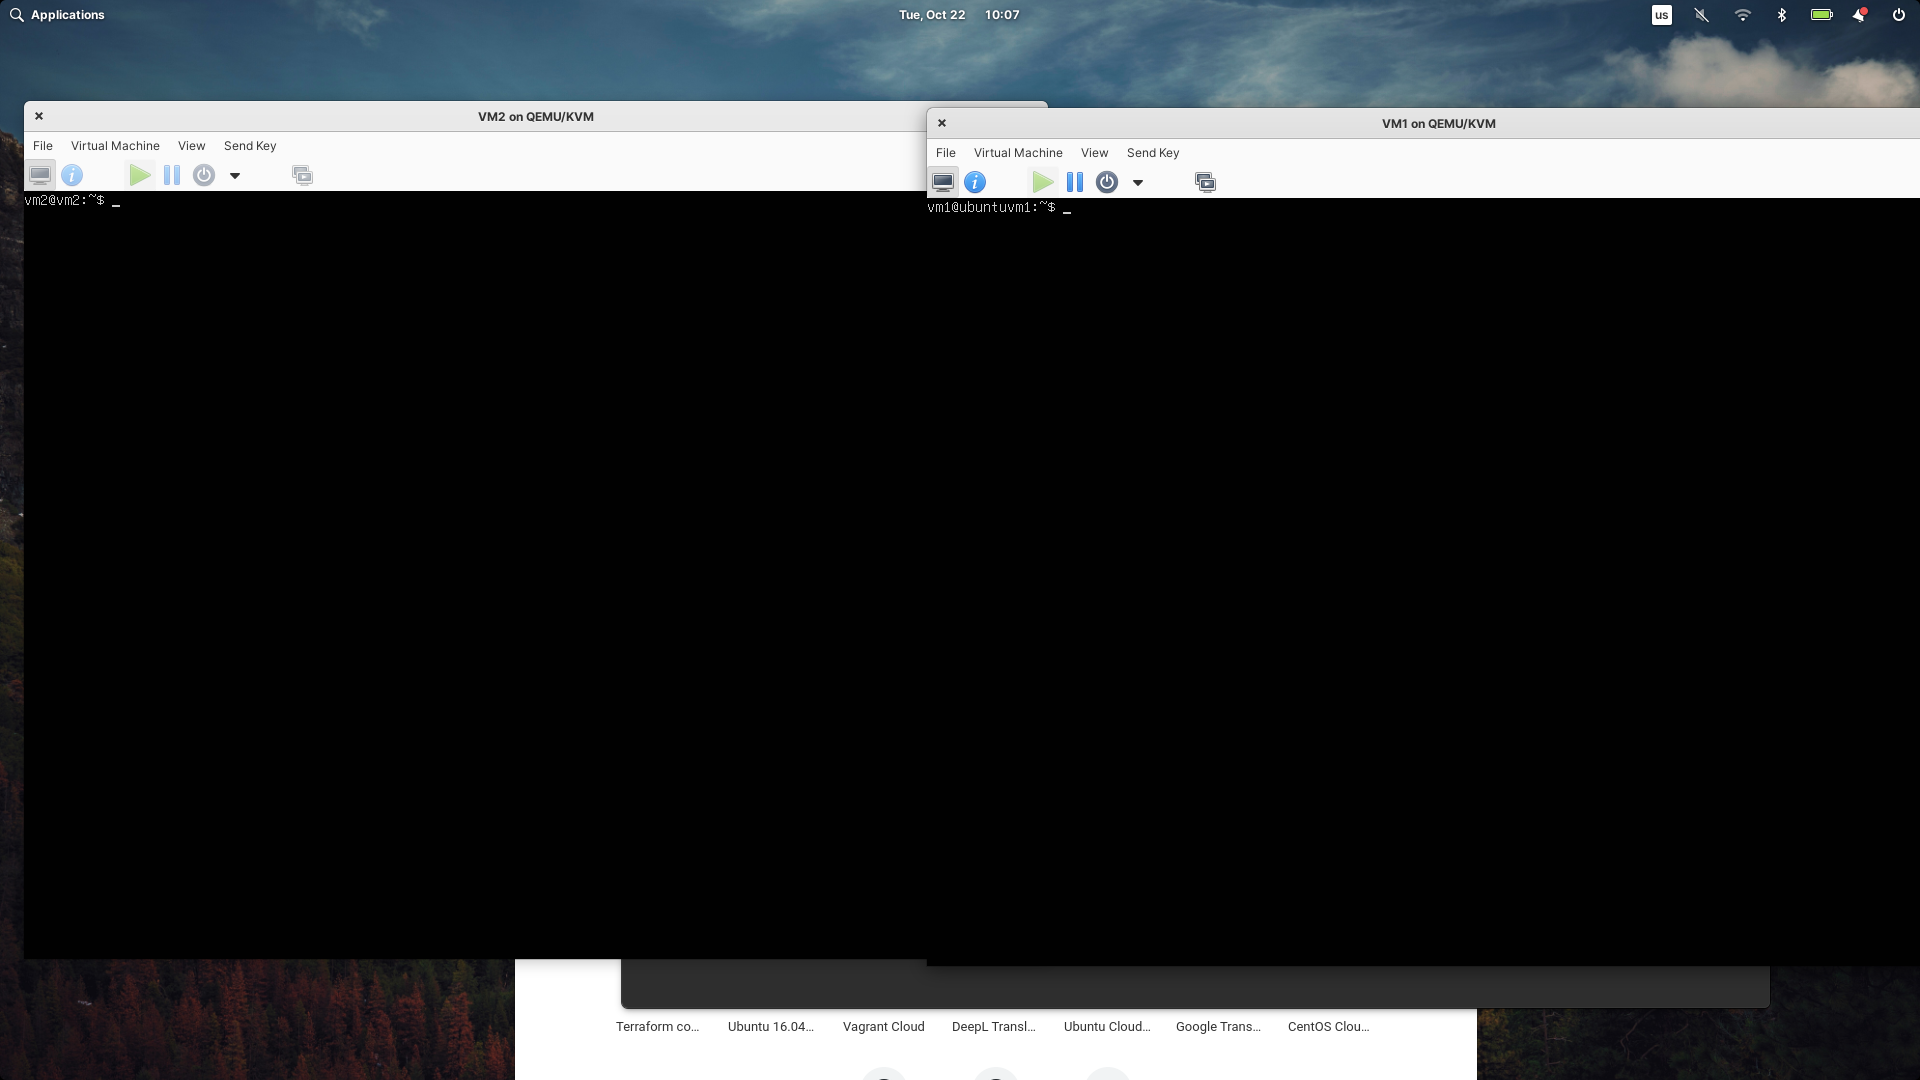 Applications
Tue, Oct 22 10:07
us
VM2 on QEMU/KVM
File Virtual Machine View Send Key
vm2@vm2:~$ _
VM1 on QEMU/KVM
File Virtual Machine View Send Key
vm1@ubuntuvm1:~$ _
Terraform co... Ubuntu 16.04... Vagrant Cloud DeepL Transl... Ubuntu Cloud... Google Trans... CentOS Clou...